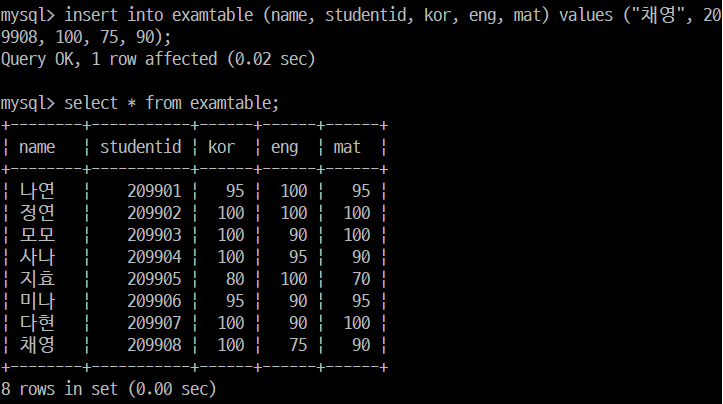 mysql> insert into examtable (name, studentid, kor, eng, mat) values ("채영", 20
9908, 100, 75, 90);
Query OK, 1 row affected (0.02 sec)
mysql> select * from examtable;
+--------+-----------+------+------+------+
¦ name   ¦ studentid ¦ kor  ¦ eng  ¦ mat  ¦
+--------+-----------+------+------+------+
¦ 나연   ¦    209901 ¦   95 ¦  100 ¦   95 ¦
¦ 정연   ¦    209902 ¦  100 ¦  100 ¦  100 ¦
¦ 모모   ¦    209903 ¦  100 ¦   90 ¦  100 ¦
¦ 사나   ¦    209904 ¦  100 ¦   95 ¦   90 ¦
¦ 지효   ¦    209905 ¦   80 ¦  100 ¦   70 ¦
¦ 미나   ¦    209906 ¦   95 ¦   90 ¦   95 ¦
¦ 다현   ¦    209907 ¦  100 ¦   90 ¦  100 ¦
¦ 채영   ¦    209908 ¦  100 ¦   75 ¦   90 ¦
+--------+-----------+------+------+------+
8 rows in set (0.00 sec)